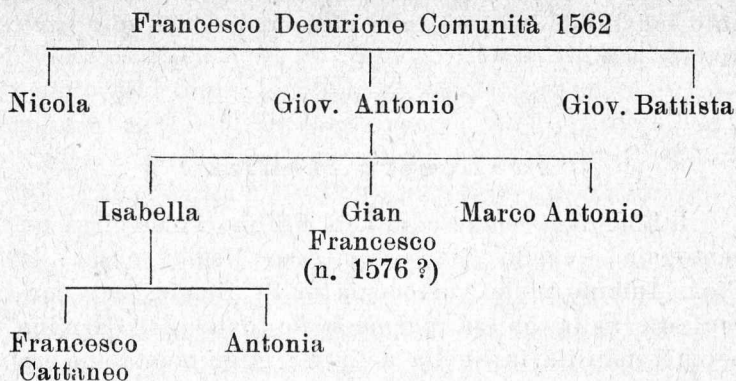 Francesco Decurione Comunità 1562
Nicola Giov. Antonio Giov. Battista
Isabella Gian Marco Antonio
Francesco
(n. 1576 ?)
Francesco Antonia
Cattaneo